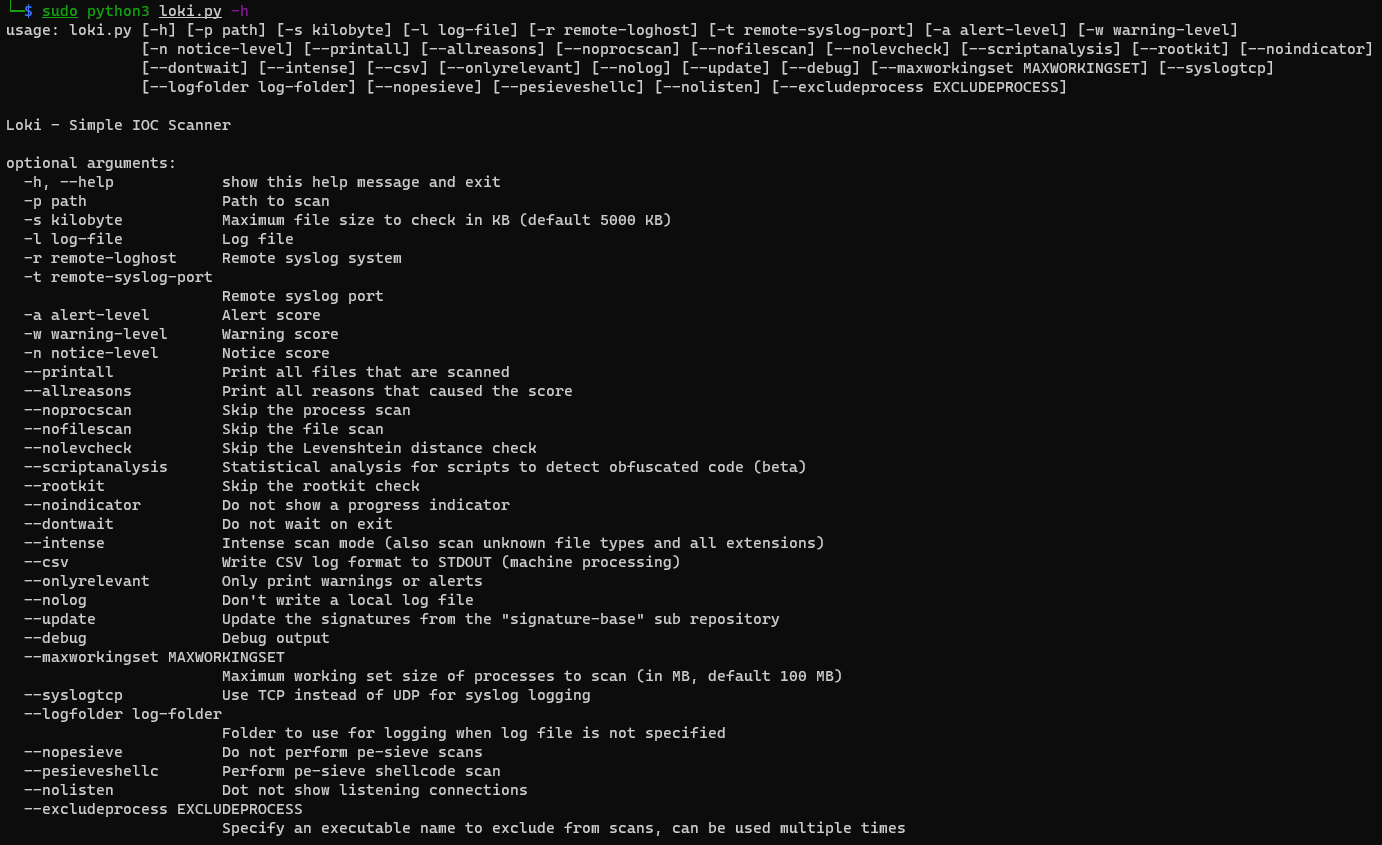 └─$ sudo python3 loki.py -h
usage: loki.py [-h] [-p path] [-s kilobyte] [-l log-file] [-r remote-loghost] [-t remote-syslog-port] [-a alert-level] [-w warning-level]
               [-n notice-level] [--printall] [--allreasons] [--noprocscan] [--nofilescan] [--nolevcheck] [--scriptanalysis] [--rootkit] [--noindicator]
               [--dontwait] [--intense] [--csv] [--onlyrelevant] [--nolog] [--update] [--debug] [--maxworkingset MAXWORKINGSET] [--syslogtcp]
               [--logfolder log-folder] [--nopesieve] [--pesieveshellc] [--nolisten] [--excludeprocess EXCLUDEPROCESS]

Loki - Simple IOC Scanner

optional arguments:
  -h, --help            show this help message and exit
  -p path               Path to scan
  -s kilobyte           Maximum file size to check in KB (default 5000 KB)
  -l log-file           Log file
  -r remote-loghost     Remote syslog system
  -t remote-syslog-port
                        Remote syslog port
  -a alert-level        Alert score
  -w warning-level      Warning score
  -n notice-level       Notice score
  --printall            Print all files that are scanned
  --allreasons          Print all reasons that caused the score
  --noprocscan          Skip the process scan
  --nofilescan          Skip the file scan
  --nolevcheck          Skip the Levenshtein distance check
  --scriptanalysis      Statistical analysis for scripts to detect obfuscated code (beta)
  --rootkit             Skip the rootkit check
  --noindicator         Do not show a progress indicator
  --dontwait            Do not wait on exit
  --intense             Intense scan mode (also scan unknown file types and all extensions)
  --csv                 Write CSV log format to STDOUT (machine processing)
  --onlyrelevant        Only print warnings or alerts
  --nolog               Don't write a local log file
  --update              Update the signatures from the "signature-base" sub repository
  --debug               Debug output
  --maxworkingset MAXWORKINGSET
                        Maximum working set size of processes to scan (in MB, default 100 MB)
  --syslogtcp           Use TCP instead of UDP for syslog logging
  --logfolder log-folder
                        Folder to use for logging when log file is not specified
  --nopesieve           Do not perform pe-sieve scans
  --pesieveshellc       Perform pe-sieve shellcode scan
  --nolisten            Dot not show listening connections
  --excludeprocess EXCLUDEPROCESS
                        Specify an executable name to exclude from scans, can be used multiple times